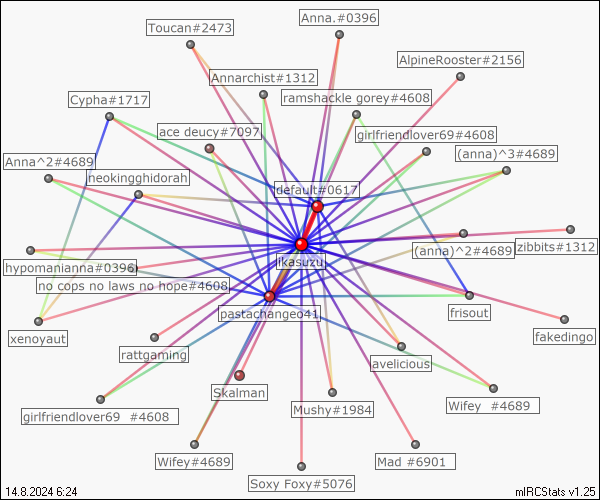 Anna.#0396
Toucan#2473
AlpineRooster#2156
Annarchist#1312
Cypha#1717
ramshackle gorey#4608
ace deucy#7097
girlfriendlover69#4608
(anna)^3#4689
Anna^2#4689
neokingghidorah
default#0617
(anna)^2#4689
zibbits#1312
hypomanianna#0396
jkasuzu
no cops no laws no hope#4608
pastachangeo41
frisout
xenoyaut
fakedingo
rattgaming
avelicious
Skalman
Mushy#1984
Wifey  #4689
girlfriendlover69  #4608
Wifey#4689
Mad #6901
Soxy Foxy#5076
14.8.2024 6:24
mIRCStats v1.25